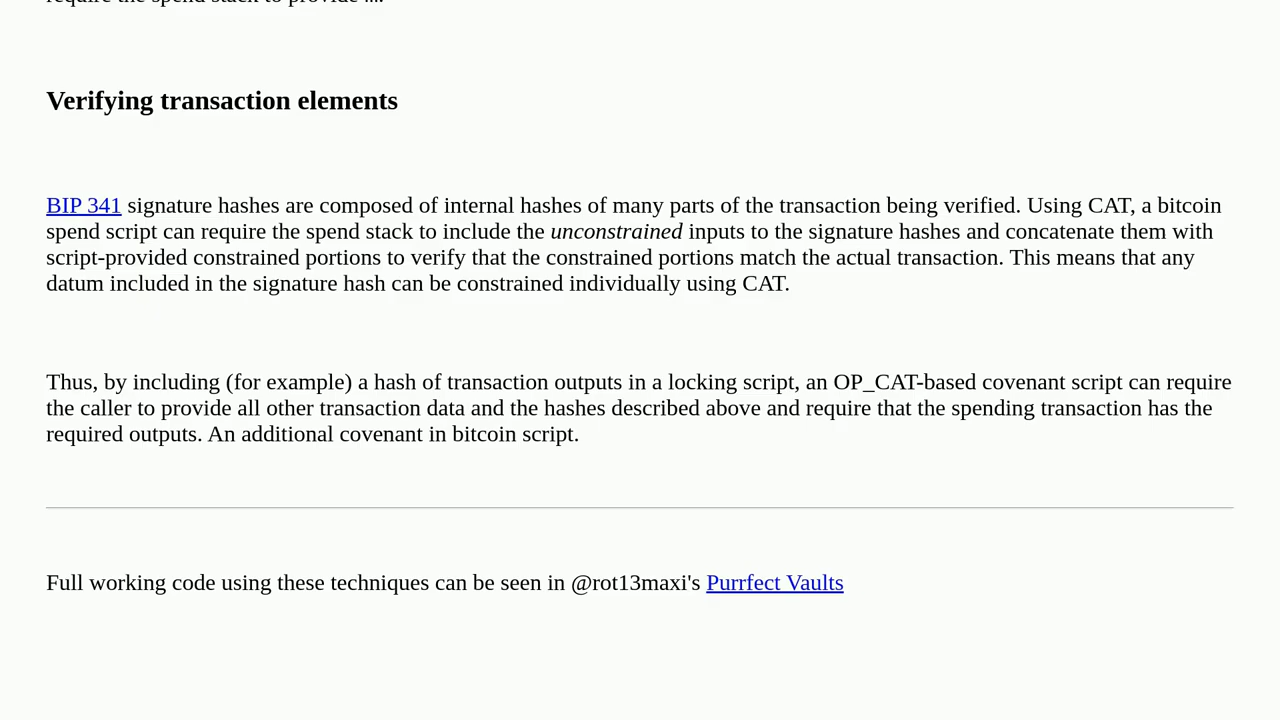 require the spend stack to provide ....
Verifying transaction elements
BIP 341 signature hashes are composed of internal hashes of many parts of the transaction being verified. Using CAT, a bitcoin
spend script can require the spend stack to include the unconstrained inputs to the signature hashes and concatenate them with
script-provided constrained portions to verify that the constrained portions match the actual transaction. This means that any
datum included in the signature hash can be constrained individually using CAT.
Thus, by including (for example) a hash of transaction outputs in a locking script, an OP_CAT-based covenant script can require
the caller to provide all other transaction data and the hashes described above and require that the spending transaction has the
required outputs. An additional covenant in bitcoin script.
Full working code using these techniques can be seen in @rot13maxi's Purrfect Vaults